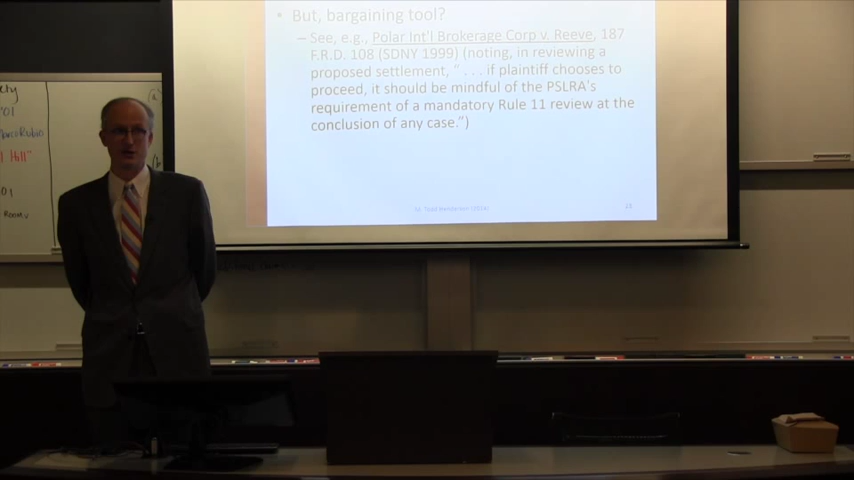 • But, bargaining tool?
– See, e.g., Polar Int'l Brokerage Corp v. Reeve, 187
F.R.D. 108 (SDNY 1999) (noting, in reviewing a
proposed settlement, " . . . if plaintiff chooses to
proceed, it should be mindful of the PSLRA's
requirement of a mandatory Rule 11 review at the
conclusion of any case.")
23